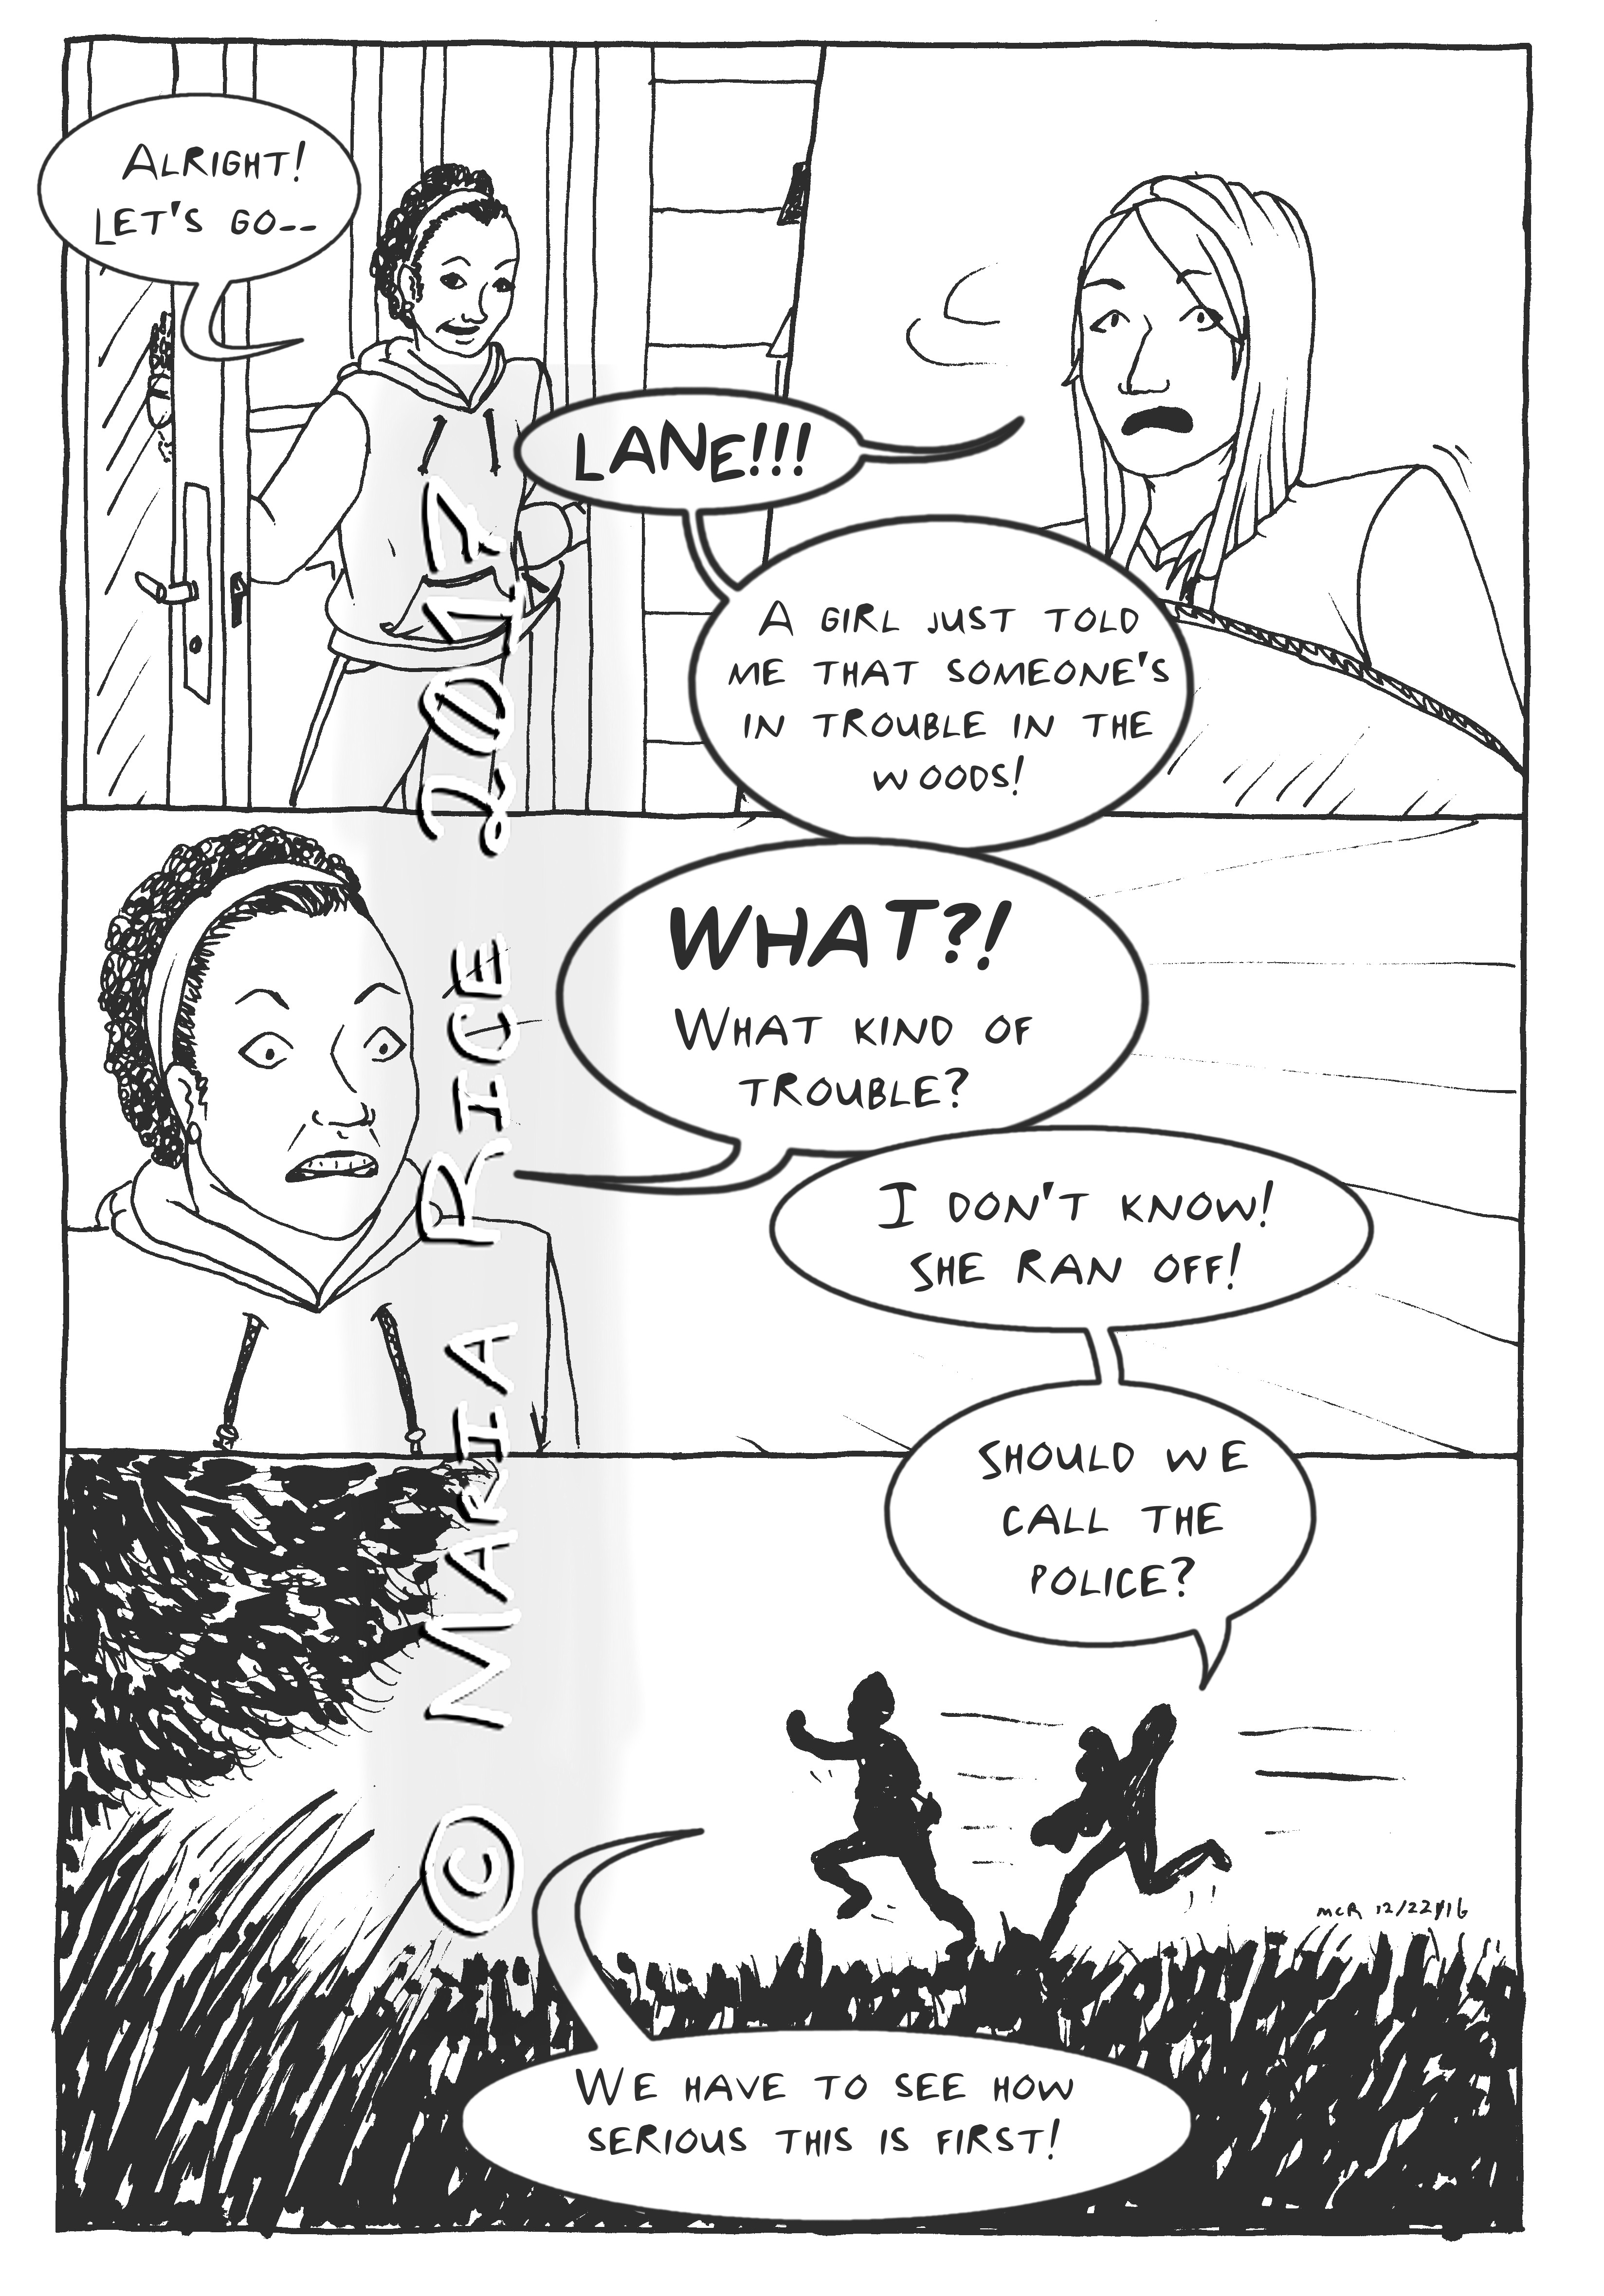 ALRIGHT!
LET'S GO--
LANE!!!
A GIRL JUST TOLD
ME THAT SOMEONE'S
IN TROUBLE IN THE
WOODS!
WHAT?!
WHAT KIND OF
TROUBLE?
I DON'T KNOW!
SHE RAN OFF!
SHOULD WE
CALL THE
POLICE?
WE HAVE TO SEE HOW
SERIOUS THIS IS FIRST!
MCR 12/22/16
© MARIA RICE 2017